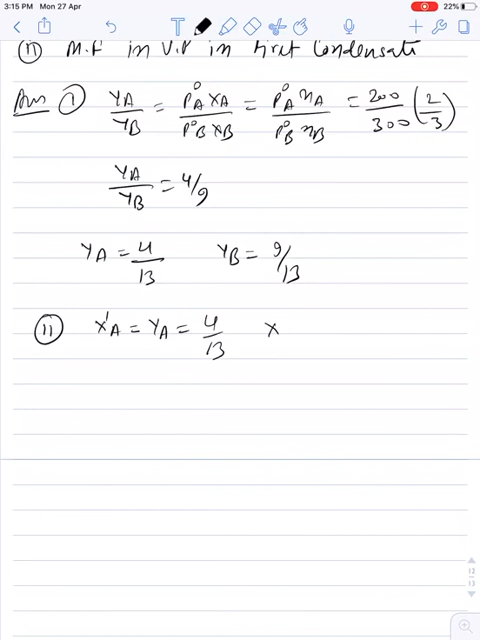 3:15 PM Mon 27 Apr 22%
(ii) M.F in V.P in first Condensate
Ans (i) YA/YB = P°A XA / P°B XB = P°A nA / P°B nB = 200/300 (2/3)
YA/YB = 4/9
YA = 4/13 YB = 9/13
(ii) X'A = YA = 4/13 X
12
13